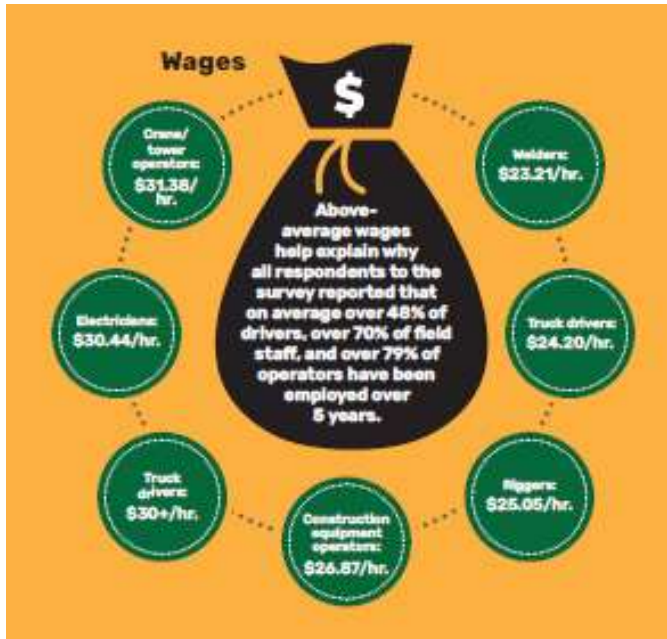 Wages
$
Above-
average wages
help explain why
all respondents to the
survey reported that
on average over 48% of
drivers, over 70% of field
staff, and over 79% of
operators have been
employed over
5 years.
Welders:
$23.21/hr.
Truck drivers:
$24.20/hr.
Riggers:
$25.05/hr.
Construction
equipment
operators:
$26.87/hr.
Truck
drivers:
$30+/hr.
Electricians:
$30.44/hr.
Crane/
tower
operators:
$31.38/
hr.